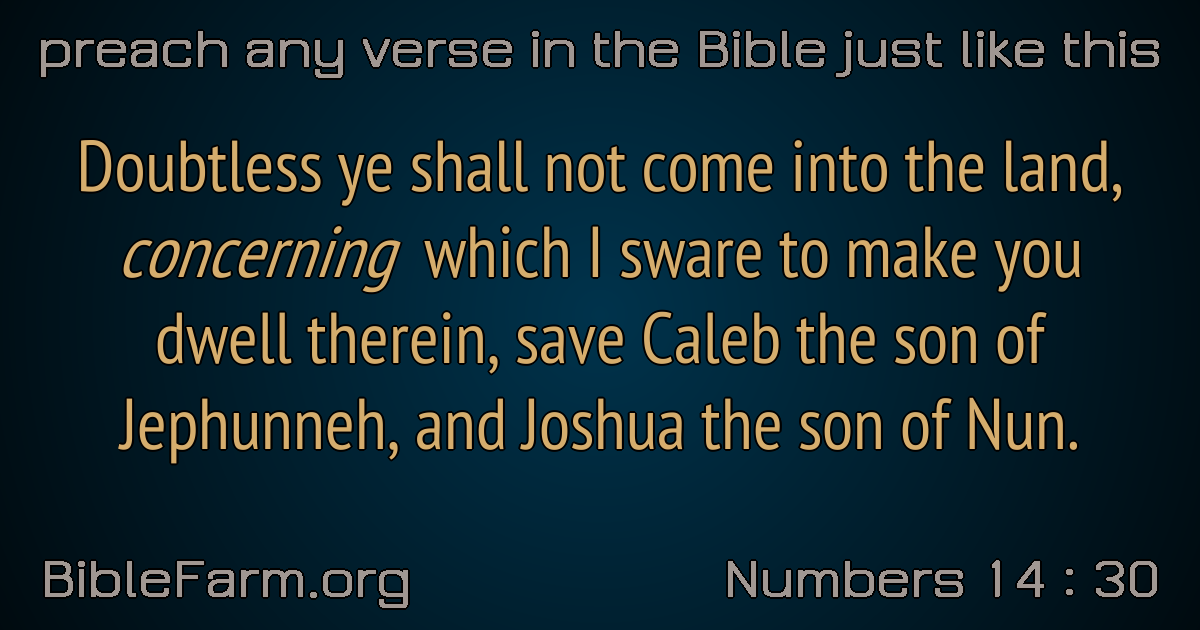 preach any verse in the Bible just like this
Doubtless ye shall not come into the land,
concerning which I sware to make you
dwell therein, save Caleb the son of
Jephunneh, and Joshua the son of Nun.
BibleFarm.org
Numbers 14 : 30